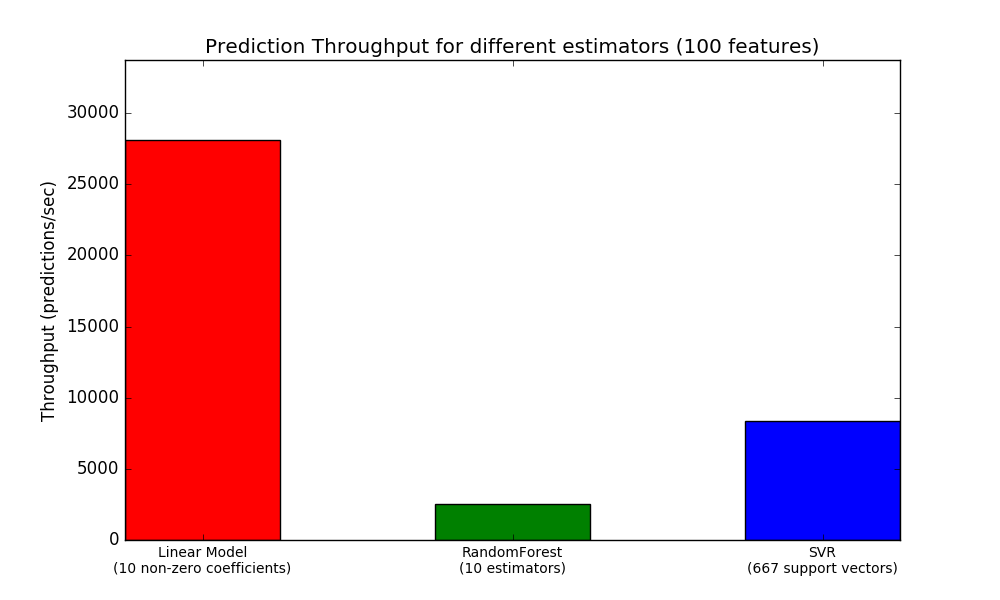 Prediction Throughput for different estimators (100 features)
Throughput (predictions/sec)
30000
25000
20000
15000
10000
5000
0
Linear Model
(10 non-zero coefficients)
RandomForest
(10 estimators)
SVR
(667 support vectors)